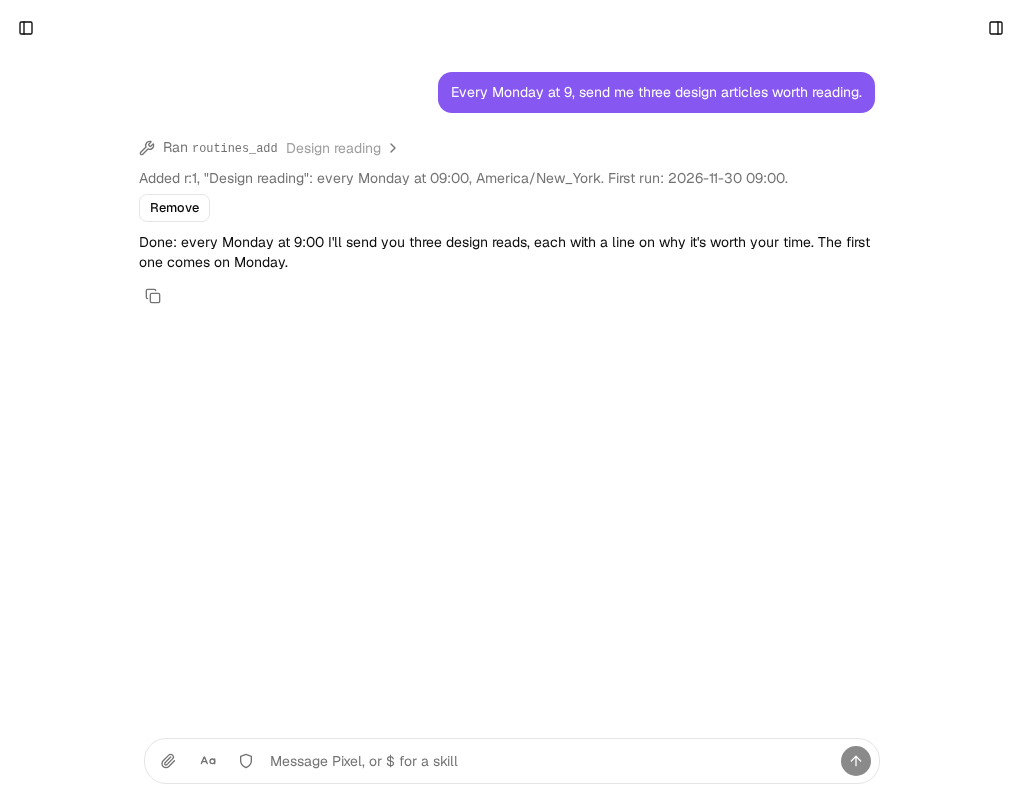 Every Monday at 9, send me three design articles worth reading.
Ran routines_add Design reading
Added r:1, "Design reading": every Monday at 09:00, America/New_York. First run: 2026-11-30 09:00.
Remove
Done: every Monday at 9:00 I'll send you three design reads, each with a line on why it's worth your time. The first
one comes on Monday.
Aa Message Pixel, or $ for a skill